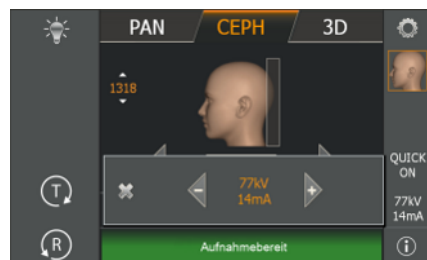 PAN CEPH 3D
1318
QUICK
ON
77kV
14mA
77kV
14mA
T
R
Aufnahmebereit
i